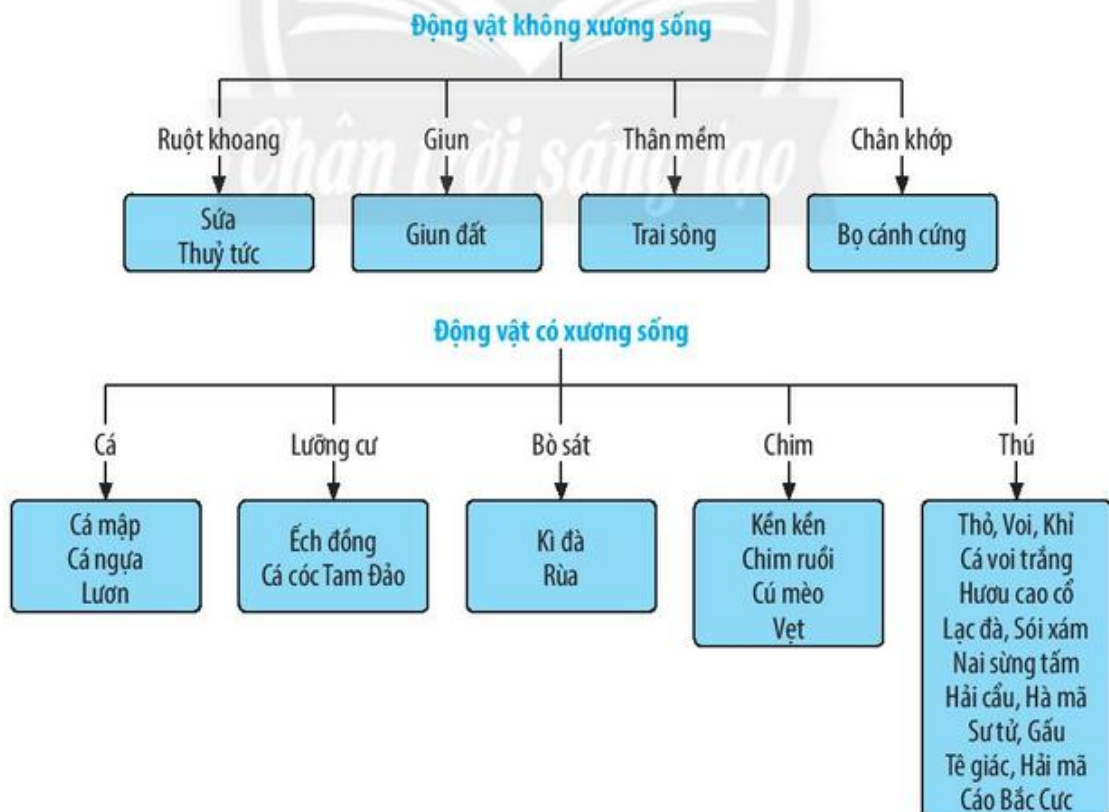 Động vật không xương sống
Chân trời sáng tạo
Ruột khoang
Giun
Thân mềm
Chân khớp
Sứa
Thuỷ tức
Giun đất
Trai sông
Bọ cánh cứng
Động vật có xương sống
Cá
Lưỡng cư
Bò sát
Chim
Thú
Cá mập
Cá ngựa
Lươn
Ếch đồng
Cá cóc Tam Đảo
Kì đà
Rùa
Kền kền
Chim ruồi
Cú mèo
Vẹt
Thỏ, Voi, Khỉ
Cá voi trắng
Hươu cao cổ
Lạc đà, Sói xám
Nai sừng tấm
Hải cẩu, Hà mã
Sư tử, Gấu
Tê giác, Hải mã
Cáo Bắc Cực